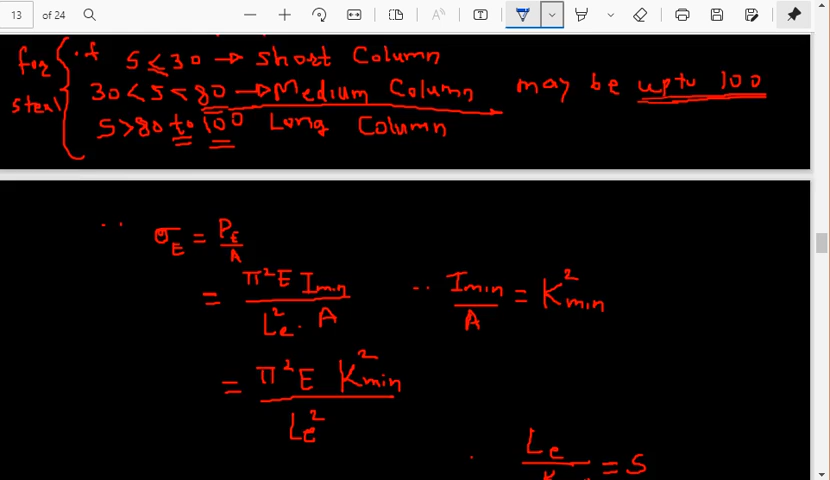 13 of 24
for steel
if S ≤ 30 → Short Column
30 < S < 80 → Medium Column may be upto 100
S > 80 to 100 Long Column
σE = PE/A
= π²E Imin / Le² . A ∵ Imin/A = K²min
= π²E K²min / Le²
Le/K = S